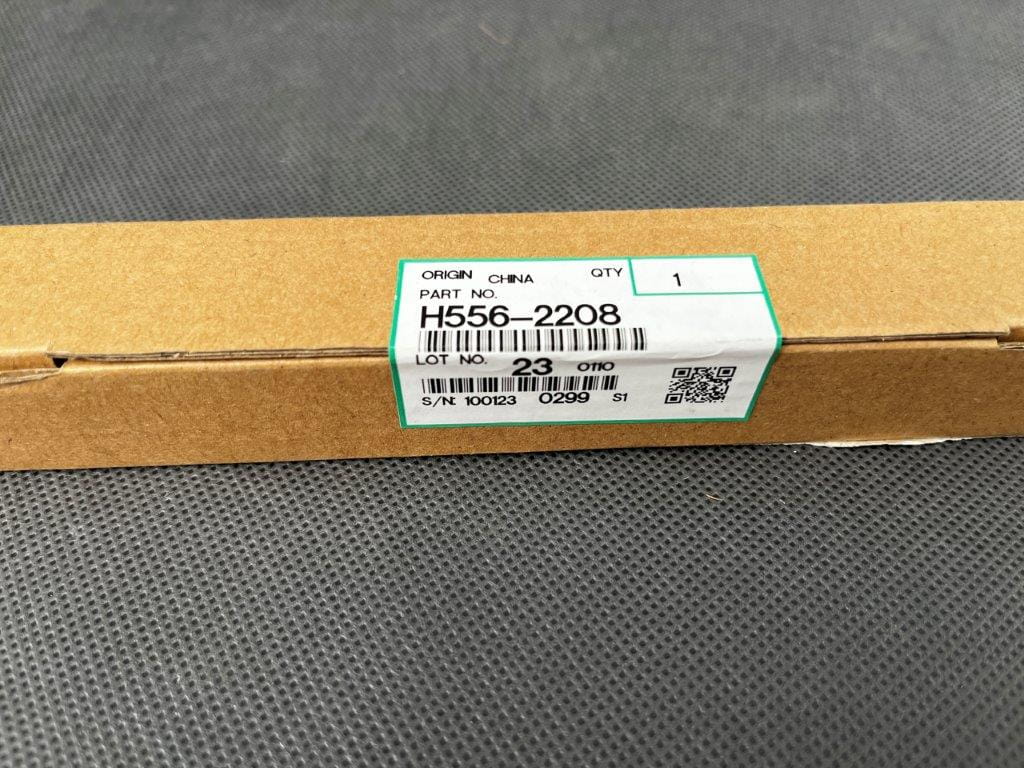 ORIGIN CHINA QTY 1
PART NO.
H556-2208
LOT NO. 23 0110
S/N: 100123 0299 S1